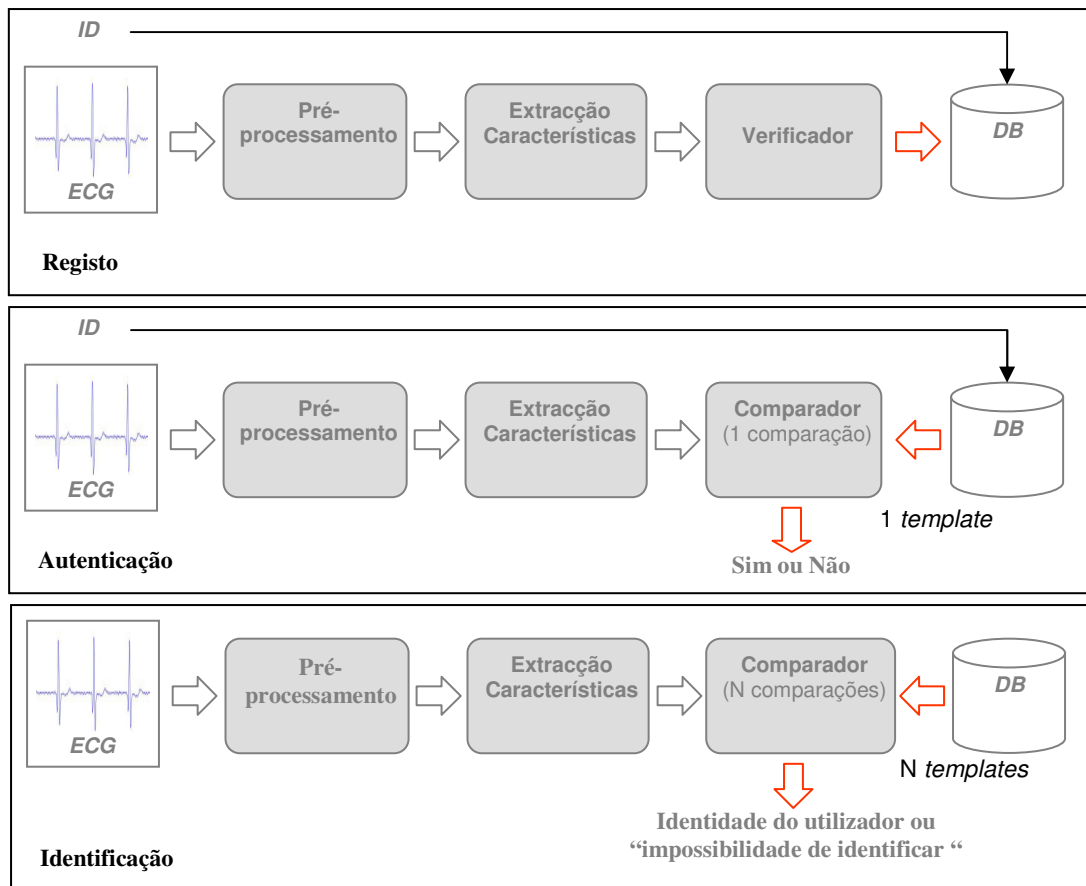 ID
Pré-
processamento
Extracção
Características
Verificador
DB
ECG
Registo
ID
Pré-
processamento
Extracção
Características
Comparador
(1 comparação)
DB
ECG
1 template
Autenticação
Sim ou Não
Pré-
processamento
Extracção
Características
Comparador
(N comparações)
DB
ECG
N templates
Identidade do utilizador ou
“impossibilidade de identificar “
Identificação